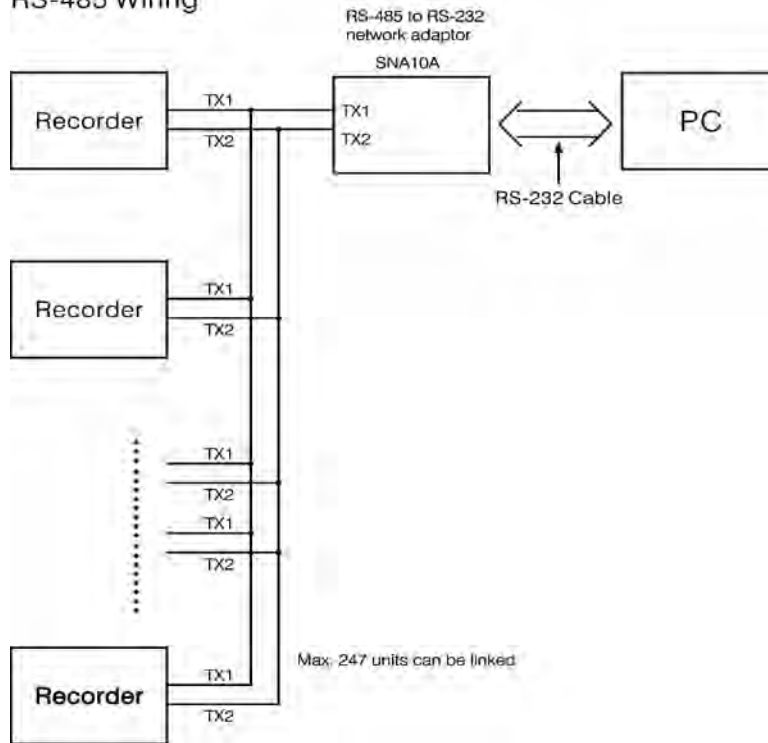 RS-485 Wiring
RS-485 to RS-232
network adaptor
SNA10A
Recorder
TX1
TX2
TX1
TX2
PC
RS-232 Cable
Recorder
TX1
TX2
TX1
TX2
TX1
TX2
Max. 247 units can be linked
Recorder
TX1
TX2